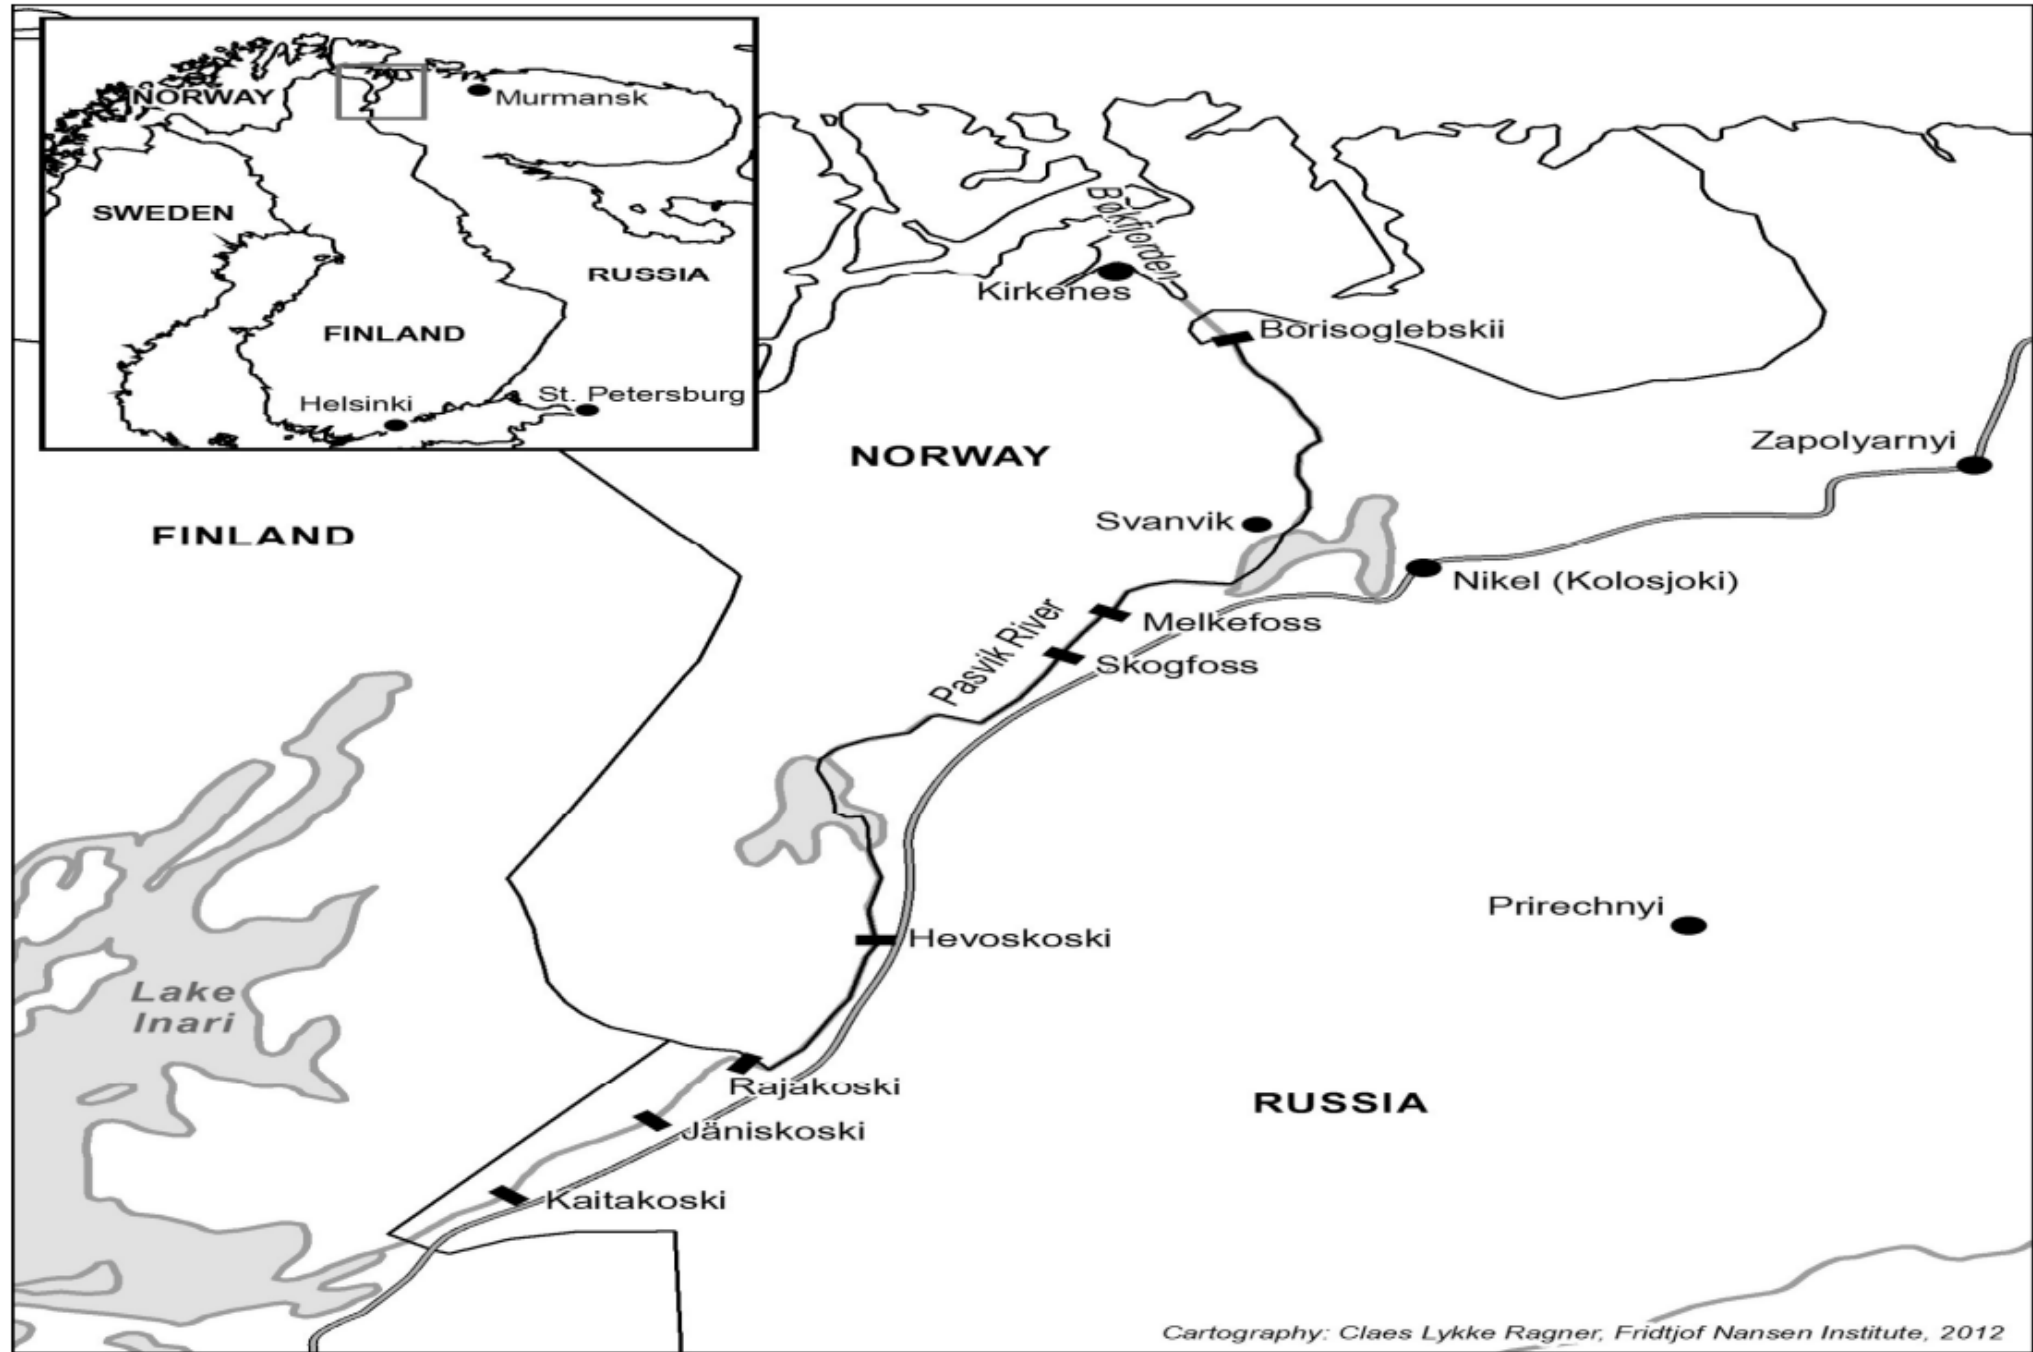 NORWAY
Murmansk
SWEDEN
RUSSIA
FINLAND
Helsinki
St. Petersburg
Bøkfjorden
Kirkenes
Borisoglebskii
NORWAY
Zapolyarnyi
FINLAND
Svanvik
Nikel (Kolosjoki)
Melkefoss
Pasvik River
Skogfoss
Prirechnyi
Hevoskoski
Lake
Inari
Rajakoski
RUSSIA
Jäniskoski
Kaitakoski
Cartography: Claes Lykke Ragner, Fridtjof Nansen Institute, 2012